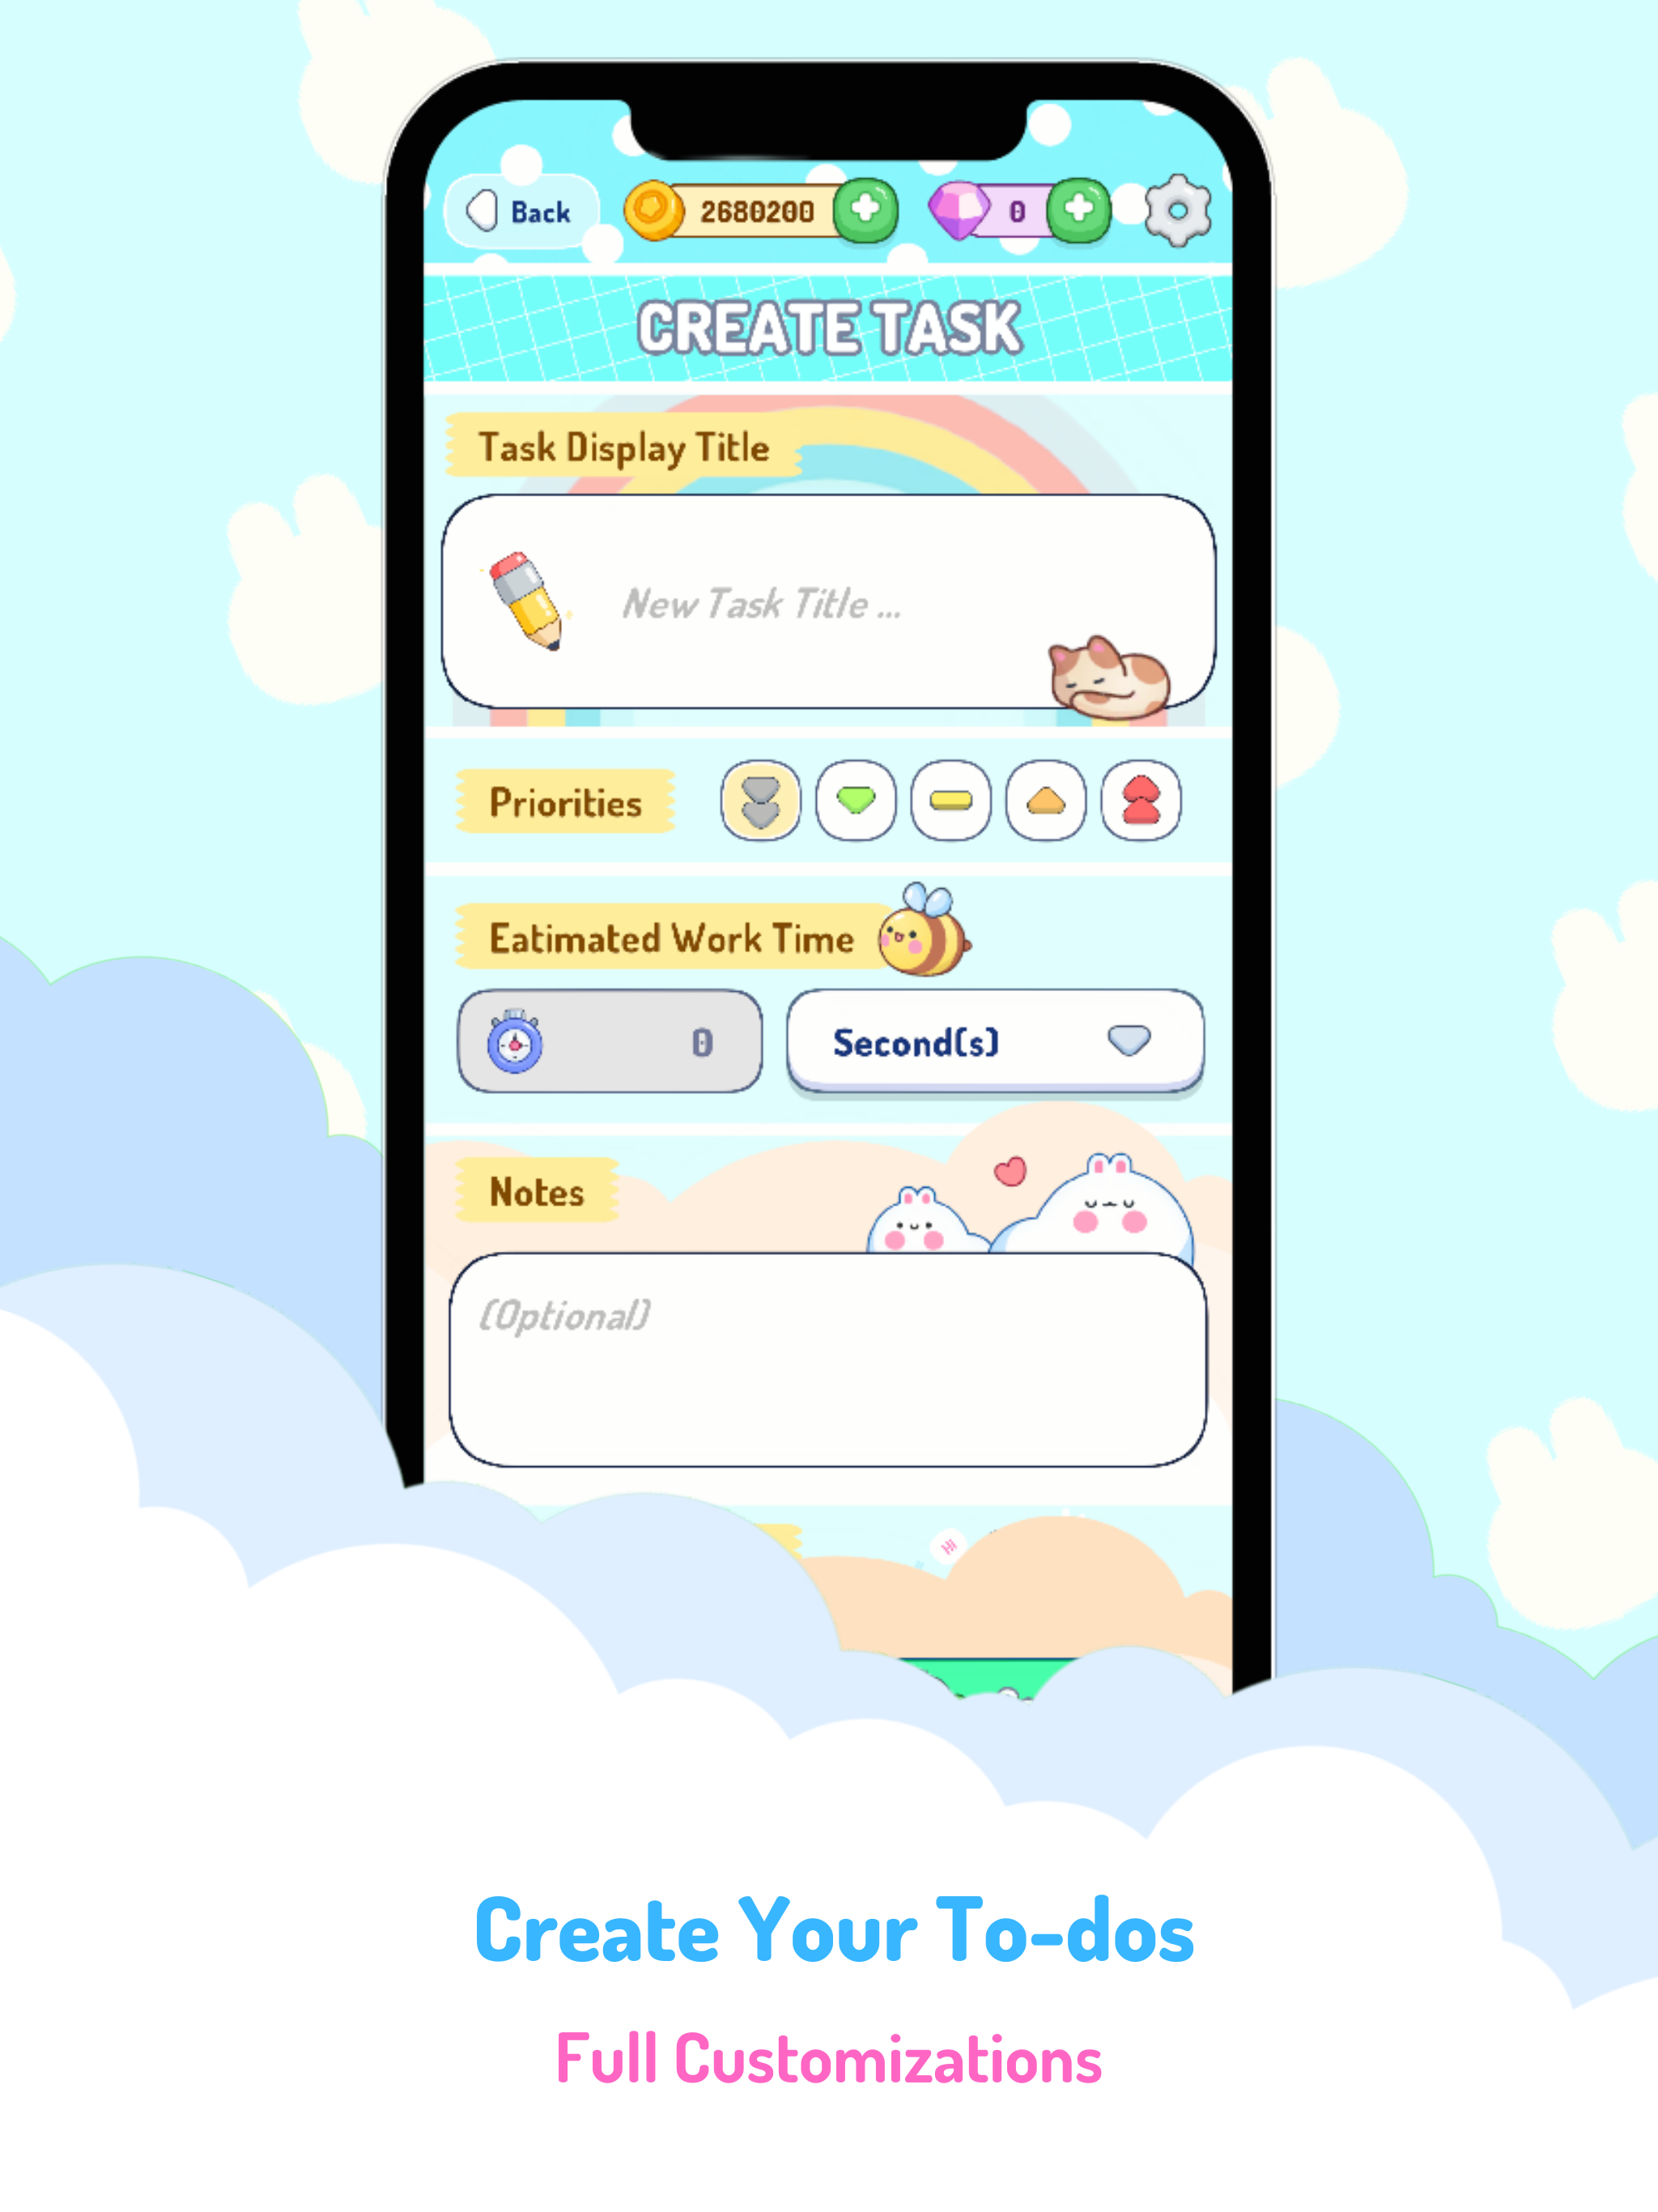 Back
2680200
0
CREATE TASK
Task Display Title
New Task Title ...
Priorities
Eatimated Work Time
0
Second(s)
Notes
(Optional)
HI
Create Your To-dos
Full Customizations